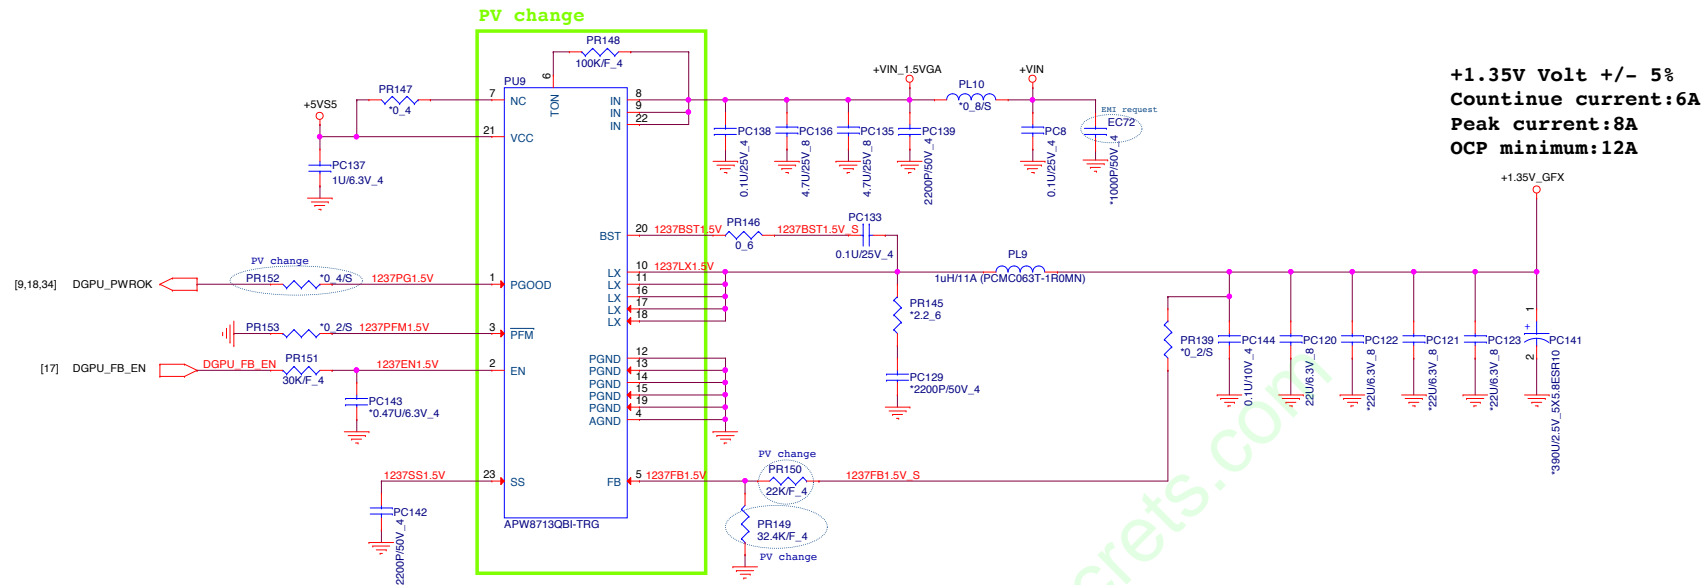 PV change
PR148
100K/F_4
+1.35V Volt +/- 5%
Countinue current:6A
Peak current:8A
OCP minimum:12A
+5VS5
PR147
*0_4
PC137
1U/6.3V_4
PU9
6
TON
7
NC
21
VCC
8
IN
9
IN
22
IN
+VIN_1.5VGA
PL10
*0_8/S
+VIN
EMI request
EC72
*1000P/50V_4
PC138
0.1U/25V_4
PC136
4.7U/25V_8
PC135
4.7U/25V_8
PC139
2200P/50V_4
PC8
0.1U/25V_4
+1.35V_GFX
BST
20
1237BST1.5V
PR146
0_6
1237BST1.5V_S
PC133
0.1U/25V_4
[9,18,34]
DGPU_PWROK
PV change
PR152
*0_4/S
1237PG1.5V
1
PGOOD
LX
10
1237LX1.5V
LX
11
LX
16
LX
17
LX
18
PL9
1uH/11A (PCMC063T-1R0MN)
PR145
*2.2_6
PC129
*2200P/50V_4
PR153
*0_2/S
1237PFM1.5V
3
PFM
[17]
DGPU_FB_EN
DGPU_FB_EN
PR151
30K/F_4
1237EN1.5V
2
EN
PC143
*0.47U/6.3V_4
PGND
12
PGND
13
PGND
14
PGND
15
PGND
19
AGND
4
PR139
*0_2/S
PC144
0.1U/10V_4
PC120
22U/6.3V_8
PC122
*22U/6.3V_8
PC121
*22U/6.3V_8
PC123
*22U/6.3V_8
1
+
2
PC141
*390U/2.5V_5X5.8ESR10
1237SS1.5V
23
SS
PC142
2200P/50V_4
FB
5
1237FB1.5V
PV change
PR150
22K/F_4
1237FB1.5V_S
PR149
32.4K/F_4
PV change
APW8713QBI-TRG
crets.com